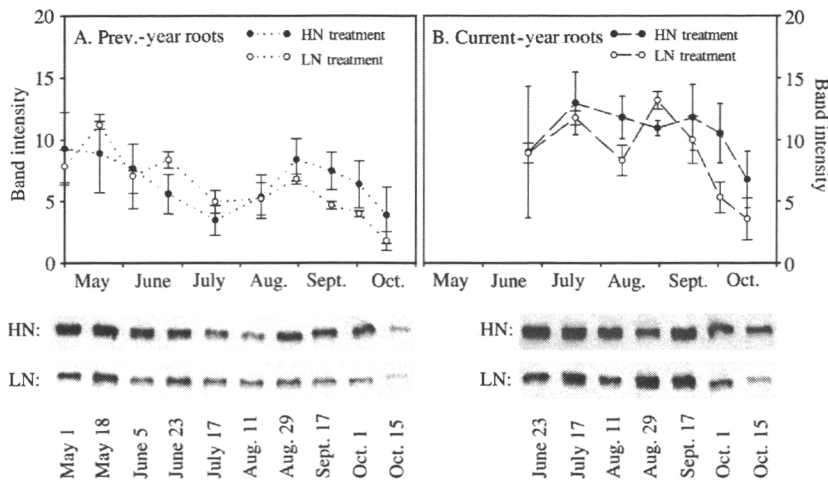 20
15
10
5
0
Band intensity
A. Prev.-year roots
HN treatment
LN treatment
May June July Aug. Sept. Oct.
B. Current-year roots
HN treatment
LN treatment
20
15
10
5
0
Band intensity
May June July Aug. Sept. Oct.
HN:
LN:
May 1
May 18
June 5
June 23
July 17
Aug. 11
Aug. 29
Sept. 17
Oct. 1
Oct. 15
HN:
LN:
June 23
July 17
Aug. 11
Aug. 29
Sept. 17
Oct. 1
Oct. 15